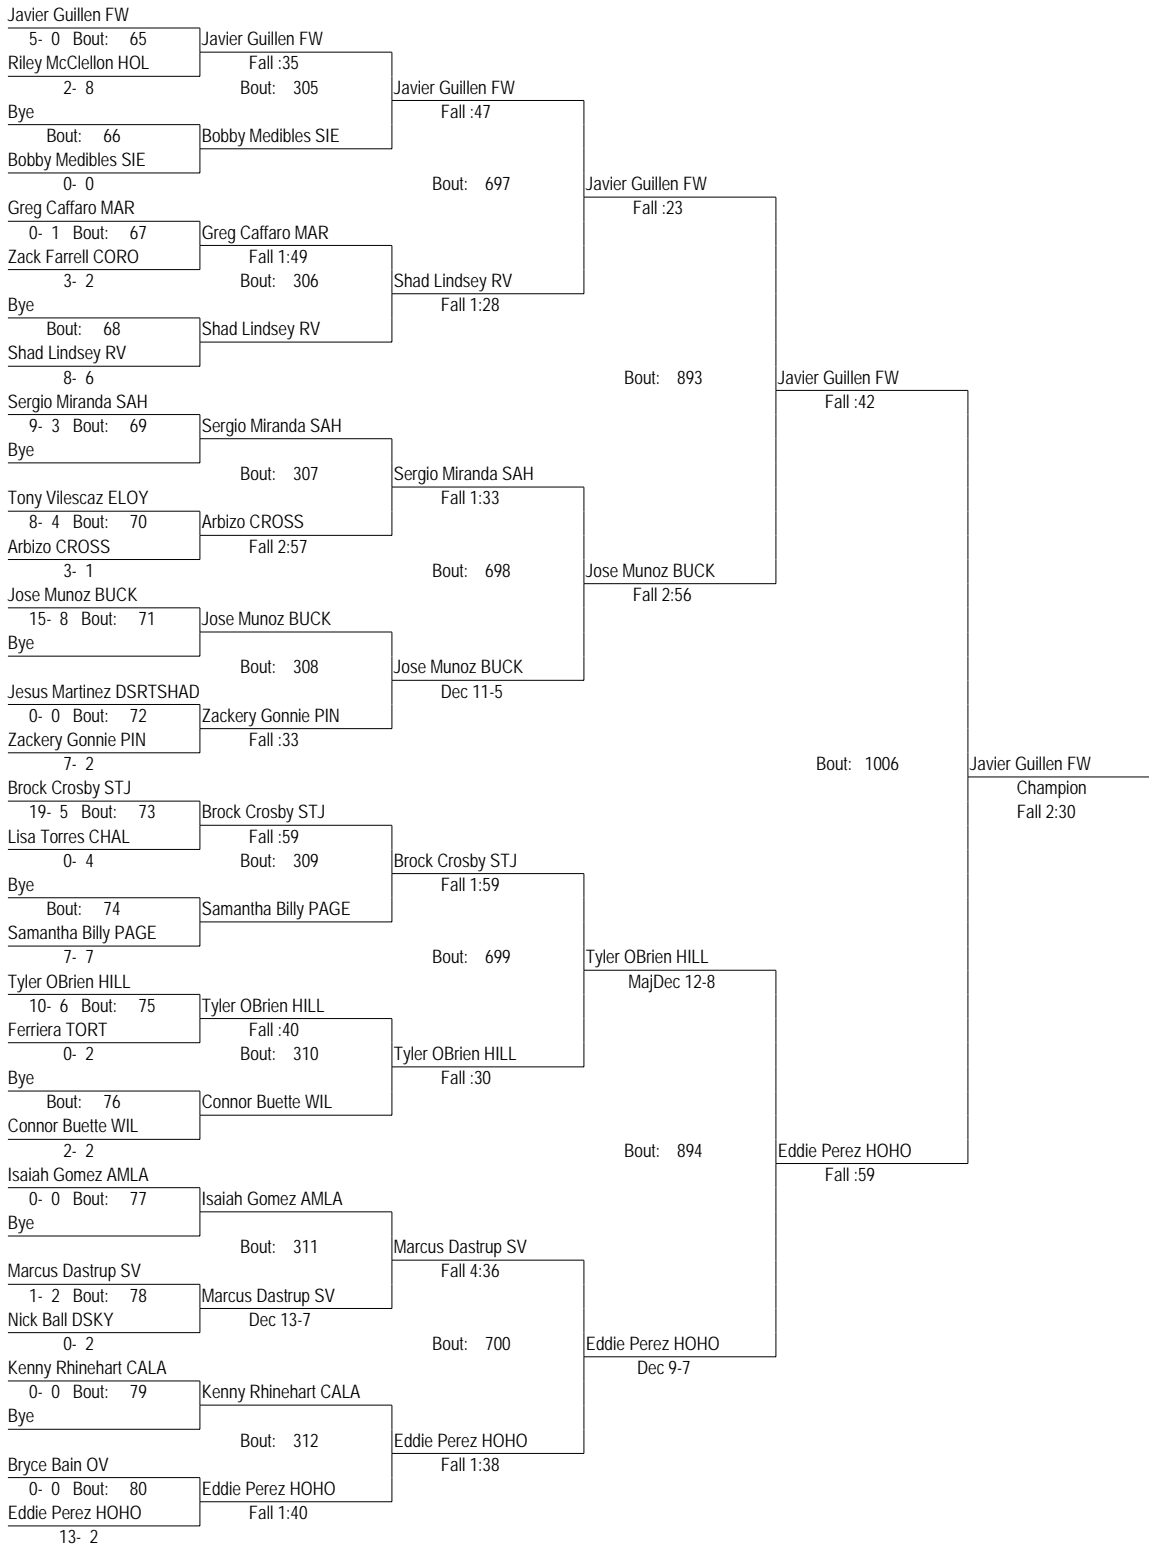 Javier Guillen FW
5- 0 Bout: 65
Javier Guillen FW
Riley McClellon HOL
Fall :35
2- 8
Bout: 305
Javier Guillen FW
Bye
Fall :47
Bout: 66
Bobby Medibles SIE
Bobby Medibles SIE
0- 0
Bout: 697
Javier Guillen FW
Greg Caffaro MAR
Fall :23
0- 1 Bout: 67
Greg Caffaro MAR
Zack Farrell CORO
Fall 1:49
3- 2
Bout: 306
Shad Lindsey RV
Bye
Fall 1:28
Bout: 68
Shad Lindsey RV
Shad Lindsey RV
8- 6
Bout: 893
Javier Guillen FW
Sergio Miranda SAH
Fall :42
9- 3 Bout: 69
Sergio Miranda SAH
Bye
Bout: 307
Sergio Miranda SAH
Tony Vilescaz ELOY
Fall 1:33
8- 4 Bout: 70
Arbizo CROSS
Arbizo CROSS
Fall 2:57
3- 1
Bout: 698
Jose Munoz BUCK
Jose Munoz BUCK
Fall 2:56
15- 8 Bout: 71
Jose Munoz BUCK
Bye
Bout: 308
Jose Munoz BUCK
Jesus Martinez DSRTSHAD
Dec 11-5
0- 0 Bout: 72
Zackery Gonnie PIN
Zackery Gonnie PIN
Fall :33
7- 2
Bout: 1006
Javier Guillen FW
Brock Crosby STJ
Champion
19- 5 Bout: 73
Brock Crosby STJ
Fall 2:30
Lisa Torres CHAL
Fall :59
0- 4
Bout: 309
Brock Crosby STJ
Bye
Fall 1:59
Bout: 74
Samantha Billy PAGE
Samantha Billy PAGE
7- 7
Bout: 699
Tyler OBrien HILL
Tyler OBrien HILL
MajDec 12-8
10- 6 Bout: 75
Tyler OBrien HILL
Ferriera TORT
Fall :40
0- 2
Bout: 310
Tyler OBrien HILL
Bye
Fall :30
Bout: 76
Connor Buette WIL
Connor Buette WIL
2- 2
Bout: 894
Eddie Perez HOHO
Isaiah Gomez AMLA
Fall :59
0- 0 Bout: 77
Isaiah Gomez AMLA
Bye
Bout: 311
Marcus Dastrup SV
Marcus Dastrup SV
Fall 4:36
1- 2 Bout: 78
Marcus Dastrup SV
Nick Ball DSKY
Dec 13-7
0- 2
Bout: 700
Eddie Perez HOHO
Kenny Rhinehart CALA
Dec 9-7
0- 0 Bout: 79
Kenny Rhinehart CALA
Bye
Bout: 312
Eddie Perez HOHO
Bryce Bain OV
Fall 1:38
0- 0 Bout: 80
Eddie Perez HOHO
Eddie Perez HOHO
Fall 1:40
13- 2